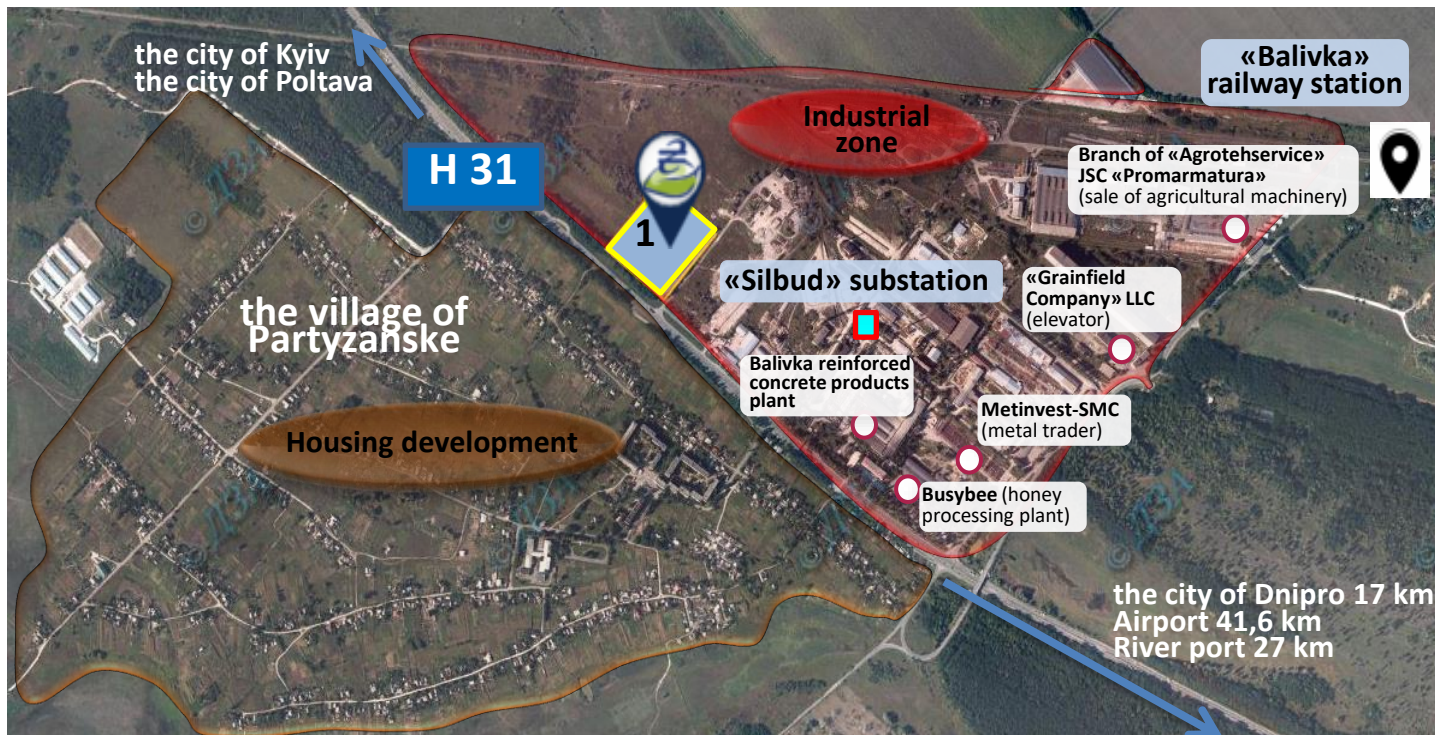 the city of Kyiv
the city of Poltava
«Balivka»
railway station
Industrial
zone
H 31
Branch of «Agrotehservice»
JSC «Promarmatura»
(sale of agricultural machinery)
1
«Silbud» substation
«Grainfield
Company» LLC
(elevator)
the village of
Partyzanske
Balivka reinforced
concrete products
plant
Metinvest-SMC
(metal trader)
Housing development
Busybee (honey
processing plant)
the city of Dnipro 17 km
Airport 41,6 km
River port 27 km